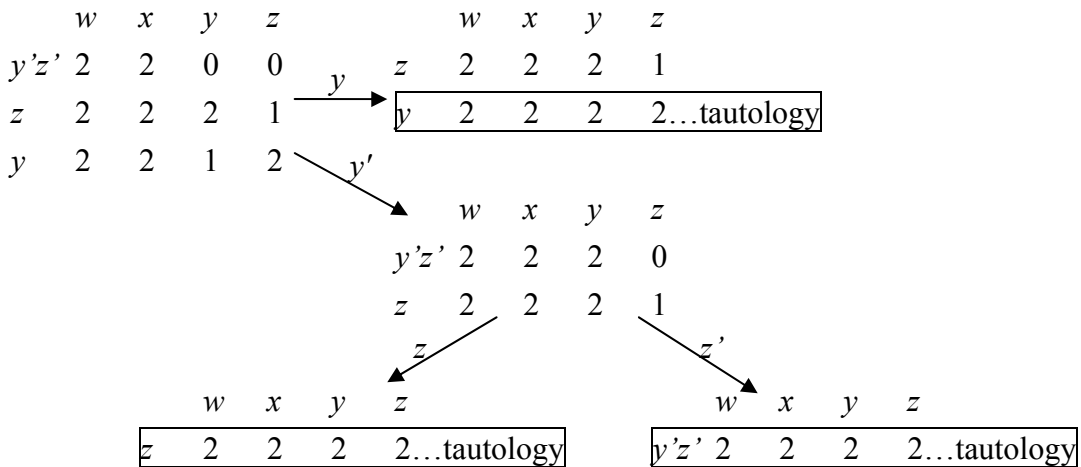 w x y z
y’z’ 2 2 0 0
z 2 2 2 1
y 2 2 1 2
y
w x y z
z 2 2 2 1
y 2 2 2 2…tautology
y'
w x y z
y’z’ 2 2 2 0
z 2 2 2 1
z
z’
w x y z
z 2 2 2 2…tautology
w x y z
y’z’ 2 2 2 2…tautology